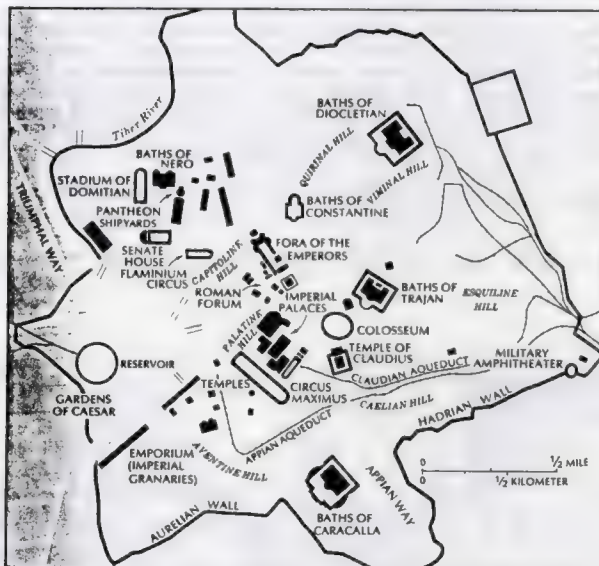 Tiber River
TRIUMPHAL WAY
BATHS OF
NERO
STADIUM OF
DOMITIAN
PANTHEON
SHIPYARDS
SENATE
HOUSE
FLAMINIUM
CIRCUS
CAPITOLINE
HILL
QUIRINAL HILL
VIMINAL HILL
BATHS OF
DIOCLETIAN
BATHS OF
CONSTANTINE
FORA OF THE
EMPERORS
ROMAN
FORUM
IMPERIAL
PALACES
PALATINE
HILL
BATHS OF
TRAJAN
ESQUILINE
HILL
COLOSSEUM
TEMPLE OF
CLAUDIUS
MILITARY
AMPHITHEATER
CLAUDIAN AQUEDUCT
CAELIAN HILL
HADRIAN WALL
RESERVOIR
GARDENS
OF CAESAR
TEMPLES
CIRCUS
MAXIMUS
APPIAN AQUEDUCT
EMPORIUM
(IMPERIAL
GRANARIES)
AVENTINE HILL
APPIAN WAY
AURELIAN WALL
BATHS OF
CARACALLA
0 1/2 MILE
0 1/2 KILOMETER